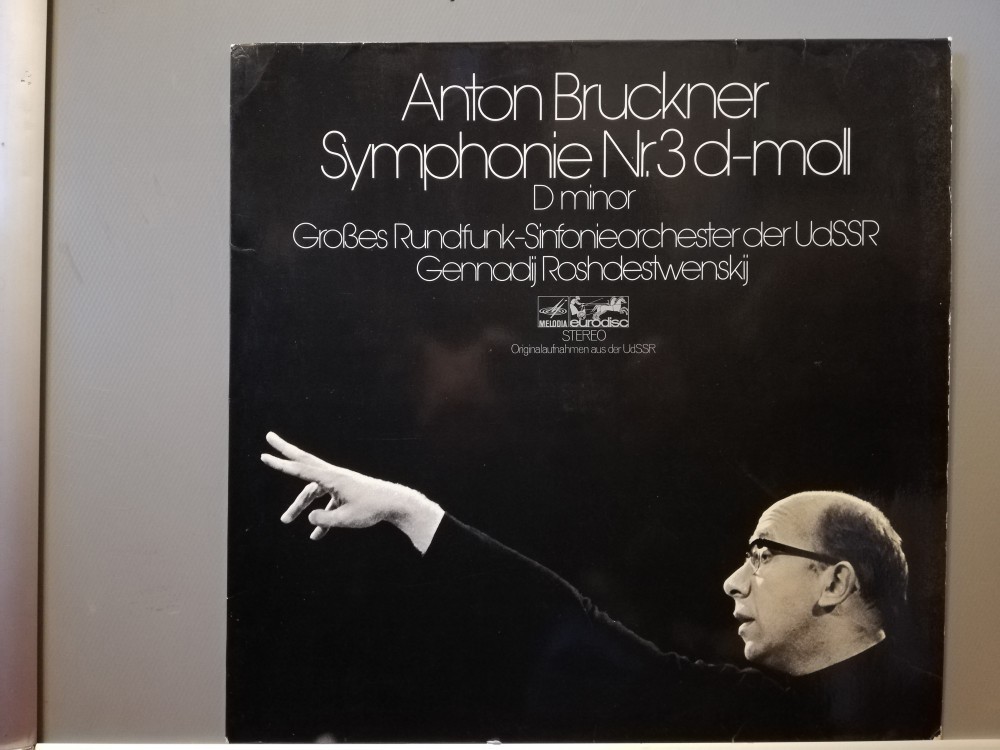 Anton Bruckner
Symphonie Nr. 3 d-moll
D minor
Großes Rundfunk-Sinfonieorchester der UdSSR
Gennadij Roshdestwenskij
MELODIA eurodisc
STEREO
Originalaufnahmen aus der UdSSR